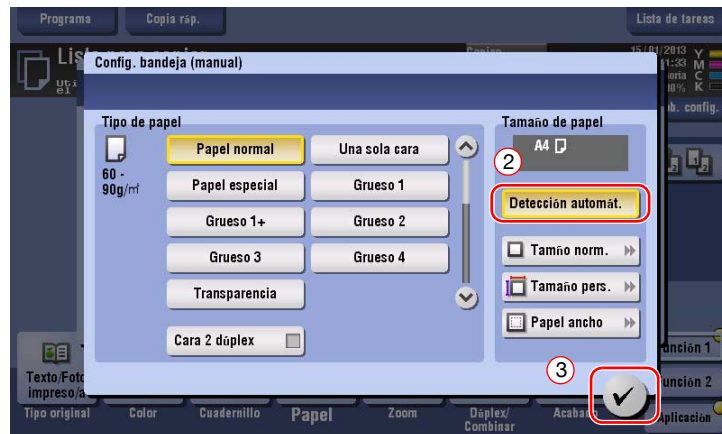 Programa
Copia ráp.
Lista de tareas
15/01/2013
Y
M
C
K
Config. bandeja (manual)
Tipo de papel
Tamaño de papel
60 -
90g/㎡
Papel normal
Una sola cara
Papel especial
Grueso 1
Grueso 1+
Grueso 2
Grueso 3
Grueso 4
Transparencia
Cara 2 dúplex
2
A4
Detección automát.
Tamño norm.
Tamaño pers.
Papel ancho
3
Texto/Foto
impreso/a
Tipo original
Color
Cuadernillo
Papel
Zoom
Dúplex/
Combinar
Acabado
unción 1
unción 2
Aplicación